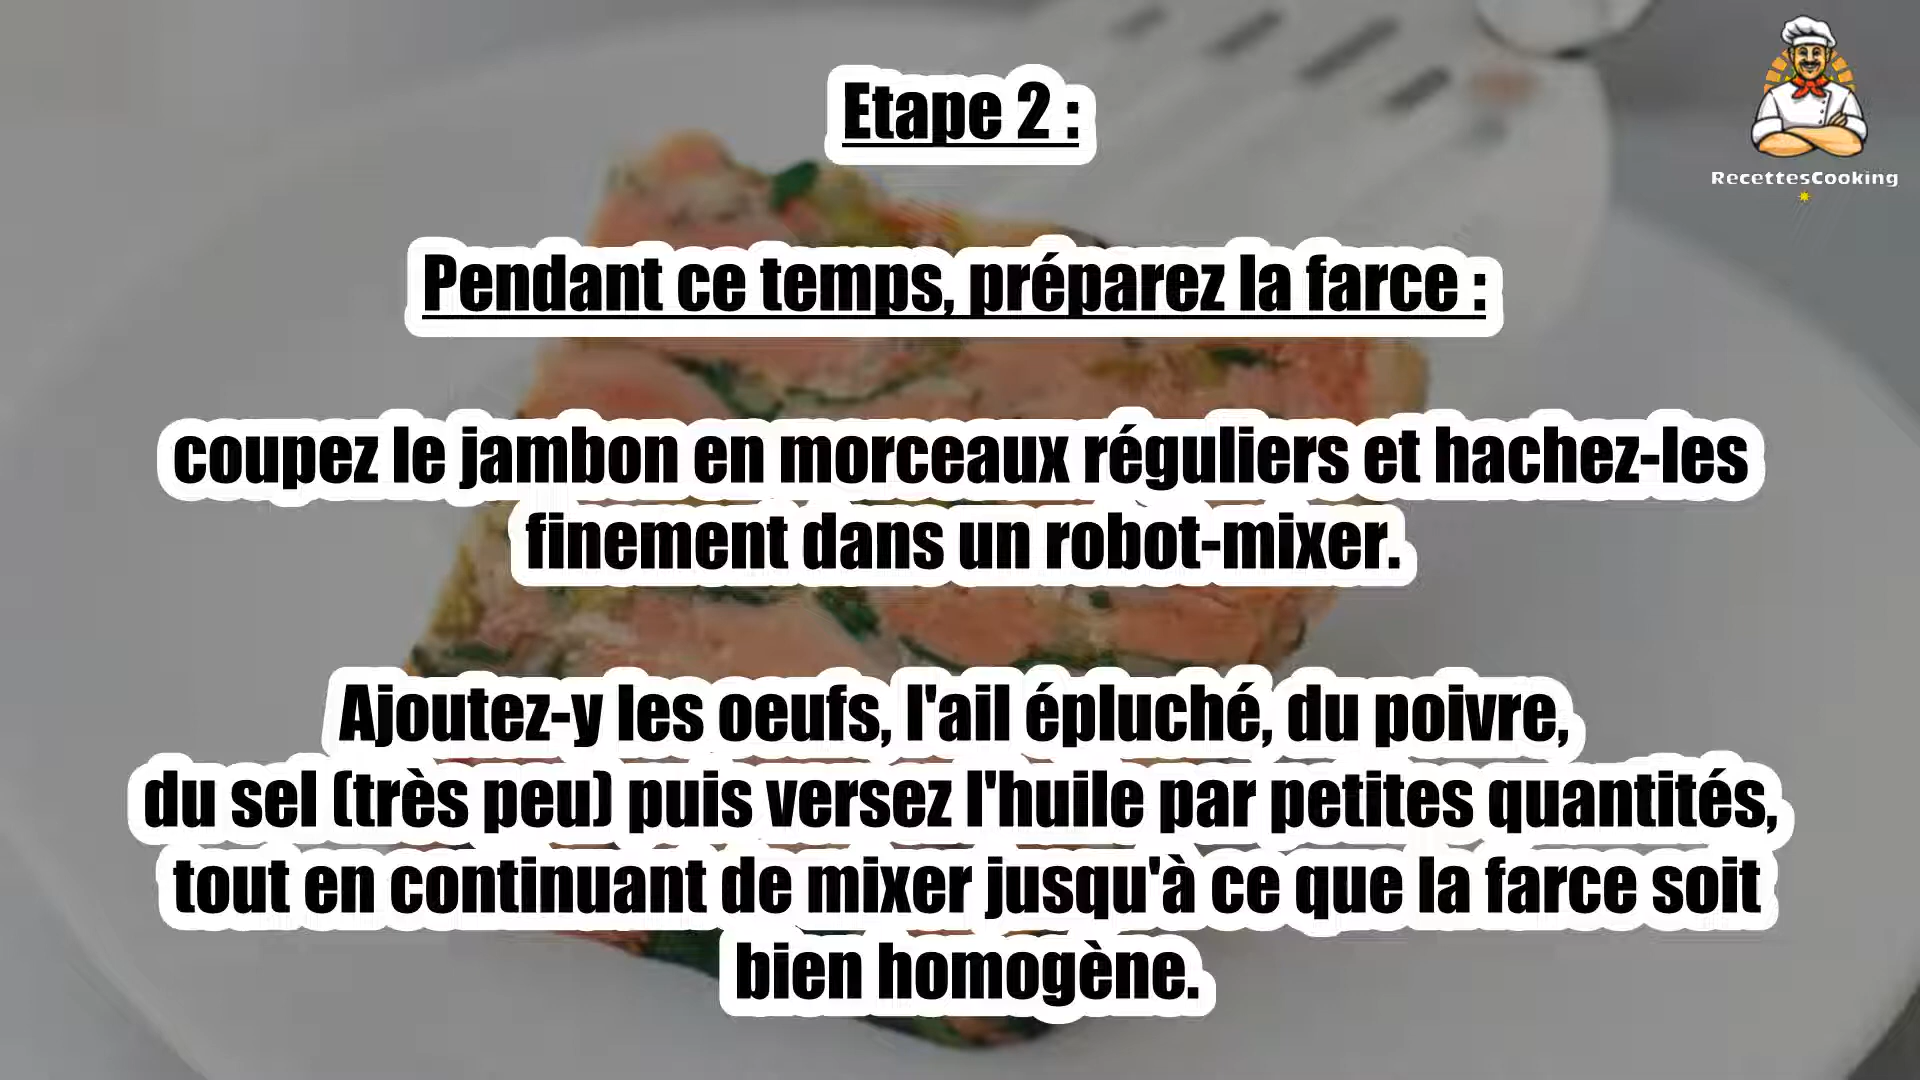 Etape 2 :
RecettesCooking
Pendant ce temps, préparez la farce :
coupez le jambon en morceaux réguliers et hachez-les
finement dans un robot-mixer.
Ajoutez-y les oeufs, l'ail épluché, du poivre,
du sel (très peu) puis versez l'huile par petites quantités,
tout en continuant de mixer jusqu'à ce que la farce soit
bien homogène.